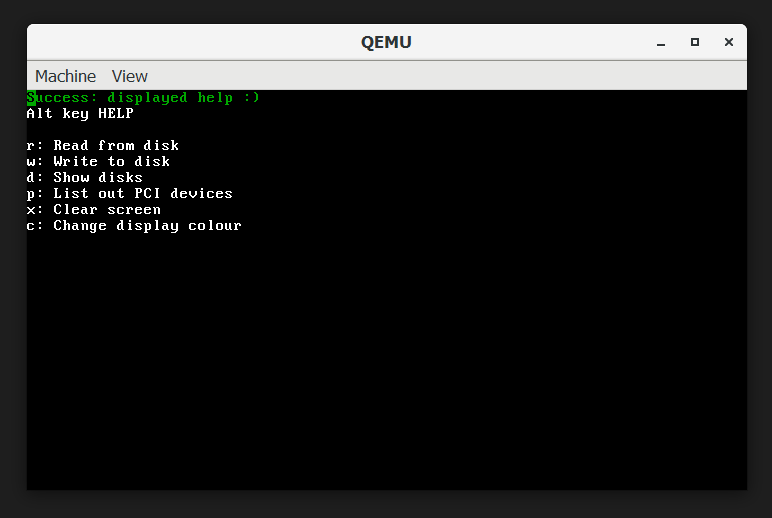 QEMU
Machine View
Success: displayed help :)
Alt key HELP
r: Read from disk
w: Write to disk
d: Show disks
p: List out PCI devices
x: Clear screen
c: Change display colour